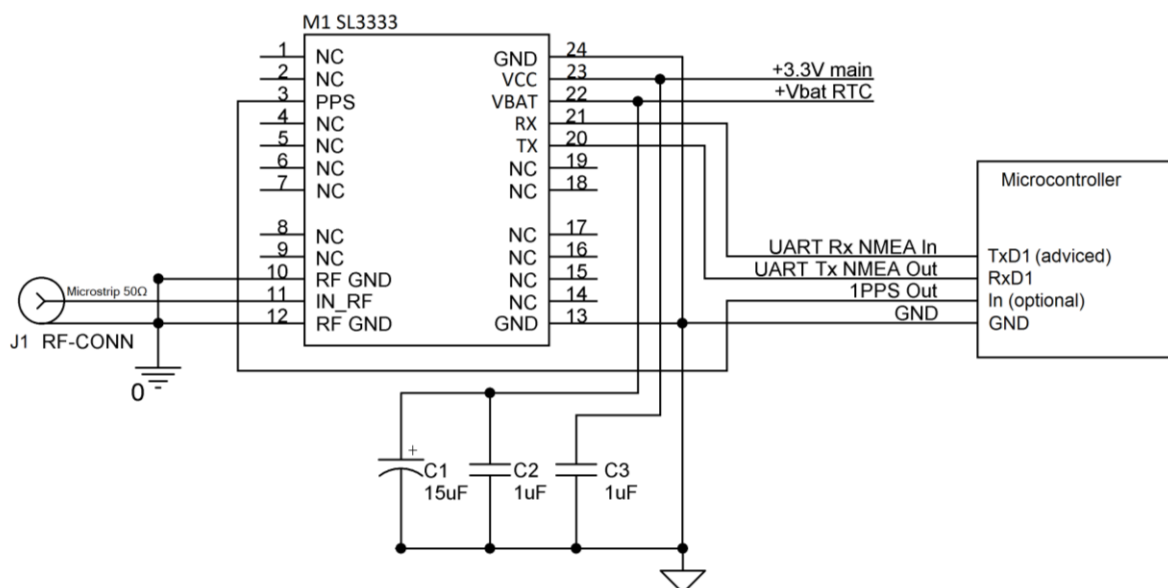 M1 SL3333
1 NC
2 NC
3 PPS
4 NC
5 NC
6 NC
7 NC
8 NC
9 NC
10 RF GND
11 IN_RF
12 RF GND
GND 24
VCC 23
VBAT 22
RX 21
TX 20
NC 19
NC 18
NC 17
NC 16
NC 15
NC 14
GND 13
+3.3V main
+Vbat RTC
Microcontroller
UART Rx NMEA In
TxD1 (adviced)
UART Tx NMEA Out
RxD1
1PPS Out
In (optional)
GND
GND
Microstrip 50Ω
J1 RF-CONN
0
+
C1
15uF
C2
1uF
C3
1uF